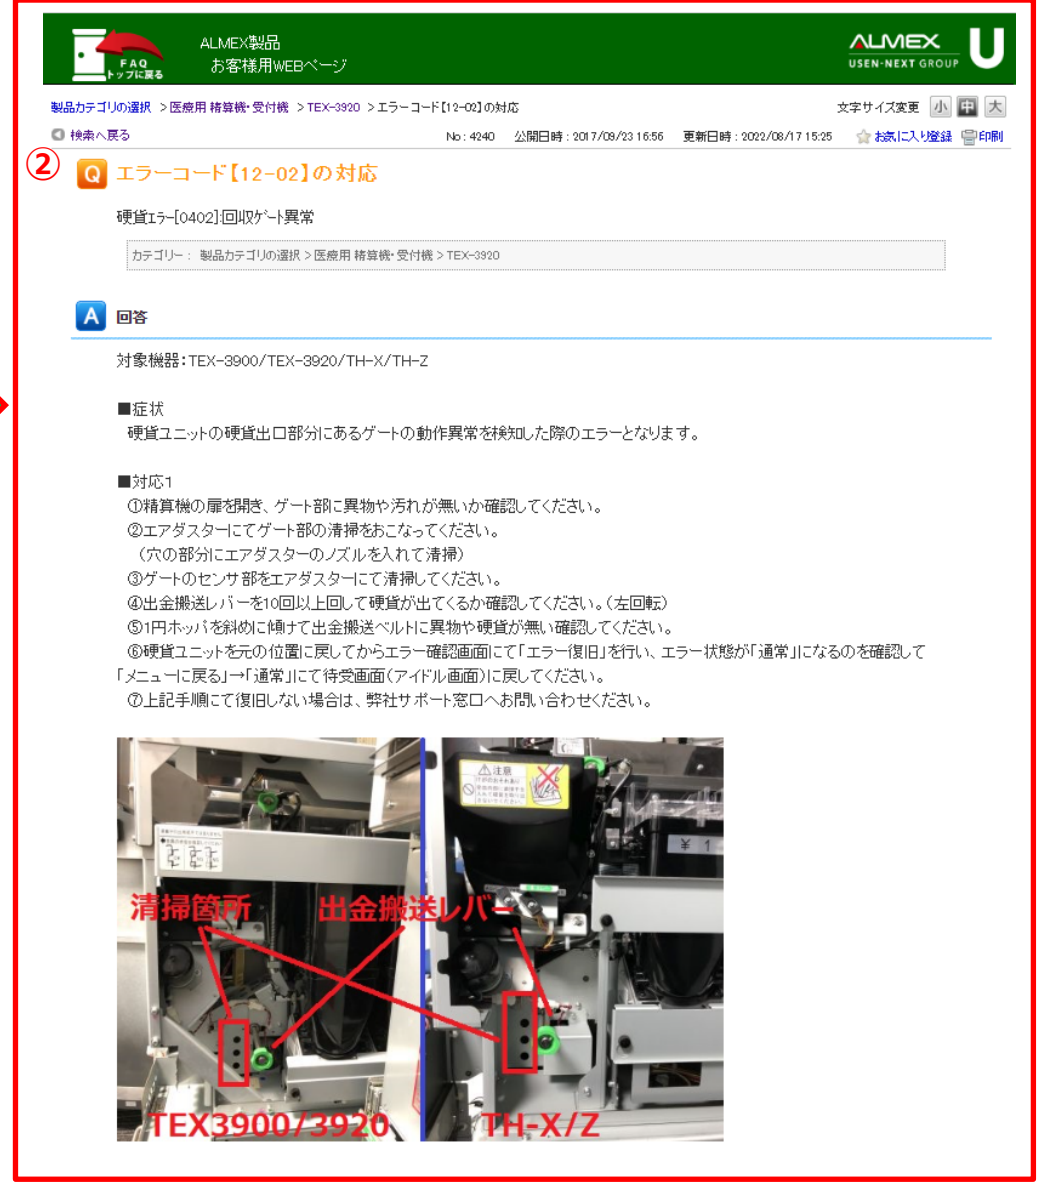 FAQ
トップに戻る
ALMEX製品
お客様用WEBページ
ALMEX
USEN-NEXT GROUP
U
製品カテゴリの選択 > 医療用 精算機・受付機 > TEX-3920 > エラーコード【12-02】の対応
文字サイズ変更 小 中 大
検索へ戻る
No : 4240 公開日時 : 2017/09/23 16:56 更新日時 : 2022/08/17 15:25 お気に入り登録 印刷
②
Q エラーコード【12-02】の対応
硬貨ｴﾗｰ[0402]:回収ｹﾞｰﾄ異常
カテゴリー : 製品カテゴリの選択 > 医療用 精算機・受付機 > TEX-3920
A 回答
対象機器：TEX-3900/TEX-3920/TH-X/TH-Z
■症状
硬貨ユニットの硬貨出口部分にあるゲートの動作異常を検知した際のエラーとなります。
■対応1
①精算機の扉を開き、ゲート部に異物や汚れが無いか確認してください。
②エアダスターにてゲート部の清掃をおこなってください。
（穴の部分にエアダスターのノズルを入れて清掃）
③ゲートのセンサ部をエアダスターにて清掃してください。
④出金搬送レバーを10回以上回して硬貨が出てくるか確認してください。（左回転）
⑤1円ホッパを斜めに傾けて出金搬送ベルトに異物や硬貨が無い確認してください。
⑥硬貨ユニットを元の位置に戻してからエラー確認画面にて「エラー復旧」を行い、エラー状態が「通常」になるのを確認して
「メニューに戻る」→「通常」にて待受画面(アイドル画面)に戻してください。
⑦上記手順にて復旧しない場合は、弊社サポート窓口へお問い合わせください。
注意
¥ 1
清掃箇所
出金搬送レバー
TEX3900/3920
TH-X/Z